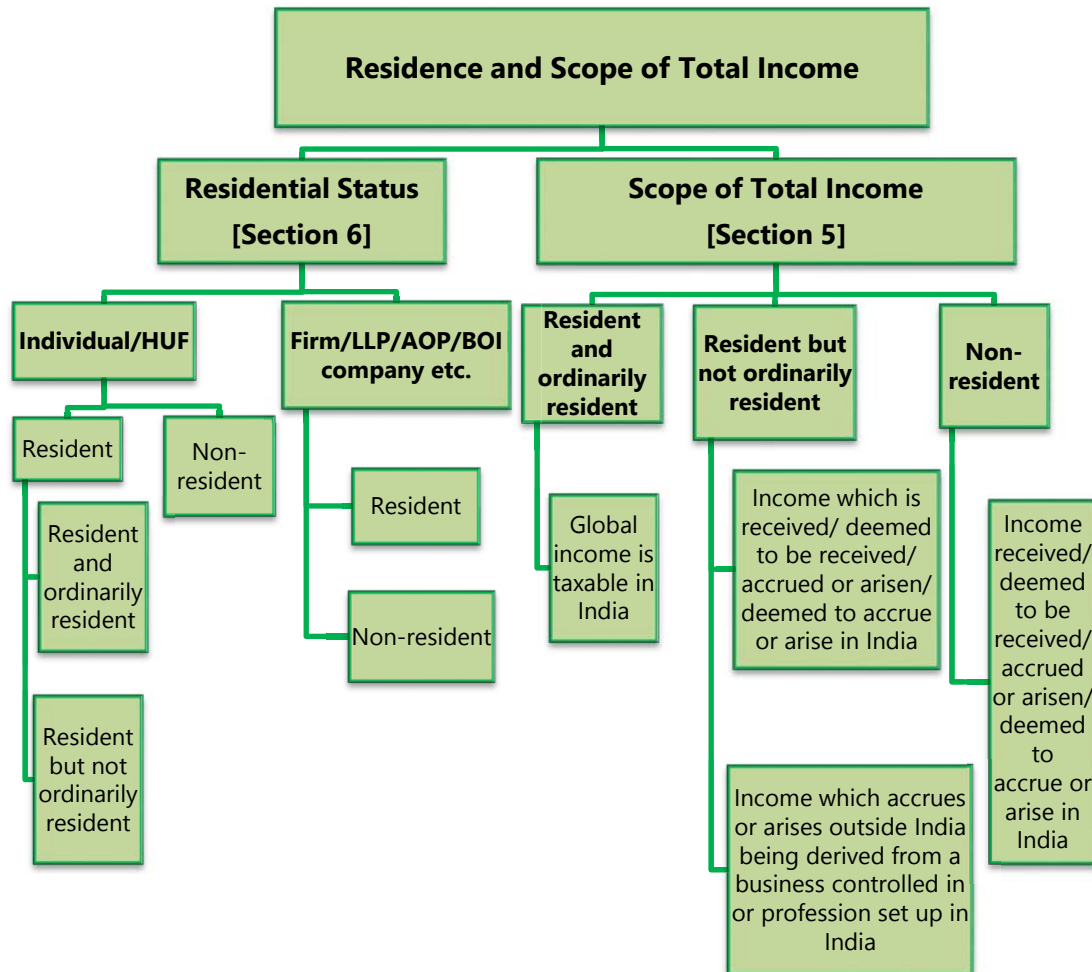 Residence and Scope of Total Income
Residential Status
[Section 6]
Scope of Total Income
[Section 5]
Individual/HUF
Firm/LLP/AOP/BOI
company etc.
Resident
and
ordinarily
resident
Resident but
not ordinarily
resident
Non-
resident
Resident
Non-
resident
Resident
and
ordinarily
resident
Resident
but not
ordinarily
resident
Resident
Non-resident
Global
income is
taxable in
India
Income which is
received/ deemed
to be received/
accrued or arisen/
deemed to accrue
or arise in India
Income which accrues
or arises outside India
being derived from a
business controlled in
or profession set up in
India
Income
received/
deemed
to be
received/
accrued
or arisen/
deemed
to
accrue or
arise in
India